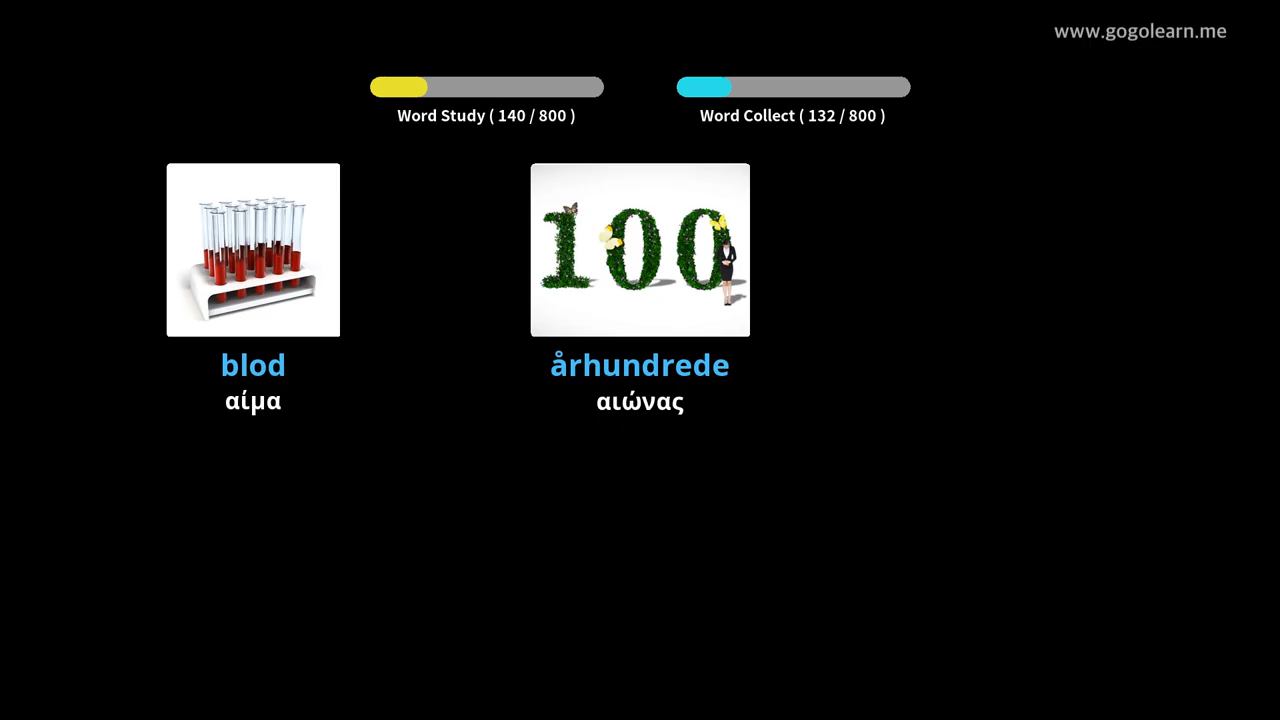 www.gogolearn.me
Word Study ( 140 / 800 )
Word Collect ( 132 / 800 )
100
blod
αίμα
århundrede
αιώνας